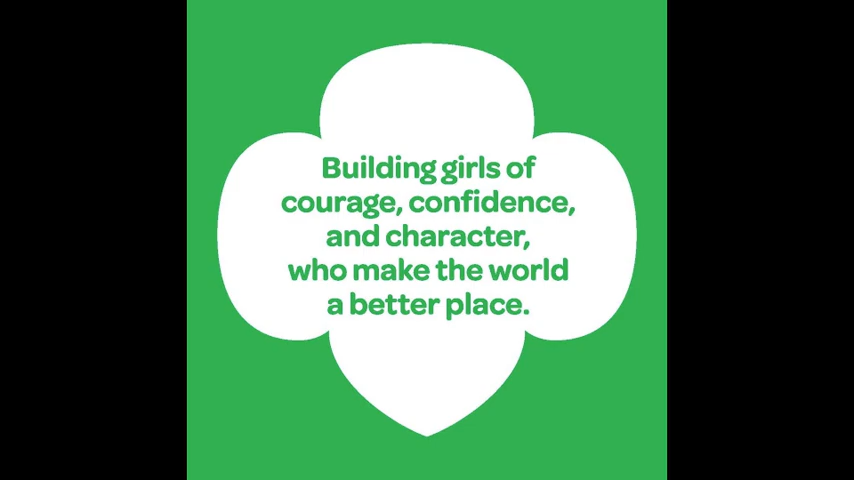 Building girls of
courage, confidence,
and character,
who make the world
a better place.